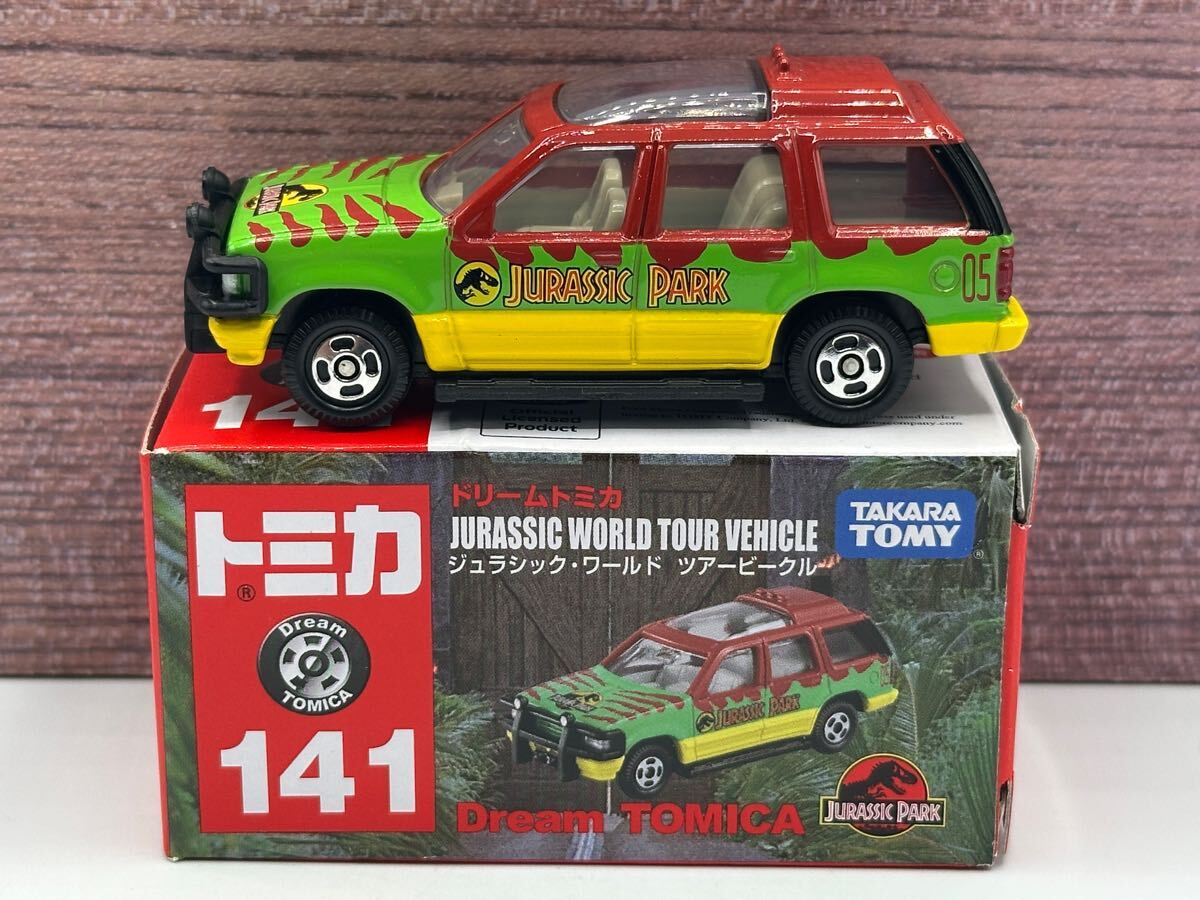 JURASSIC PARK
JURASSIC PARK
05
Official
Licensed
Product
トミカ
®
Dream
TOMICA
141
ドリームトミカ
JURASSIC WORLD TOUR VEHICLE
ジュラシック・ワールド ツアービークル
TAKARA
TOMY
®
JURASSIC PARK
Dream TOMICA
JURASSIC PARK